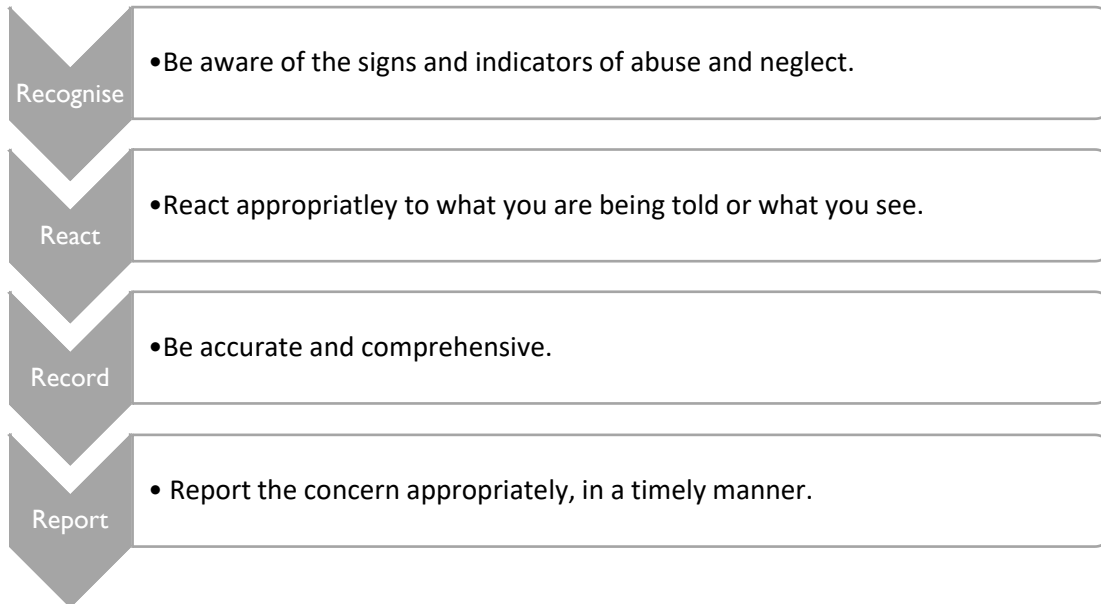 Recognise
•Be aware of the signs and indicators of abuse and neglect.
React
•React appropriatley to what you are being told or what you see.
Record
•Be accurate and comprehensive.
Report
• Report the concern appropriately, in a timely manner.